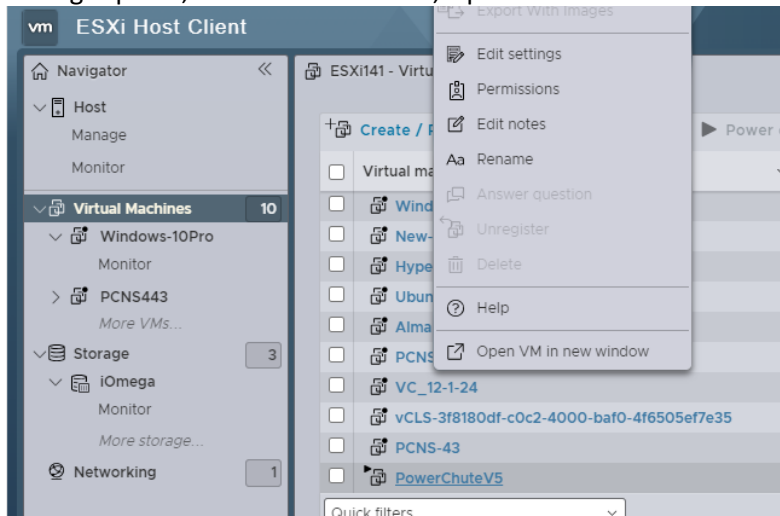 vm ESXi Host Client
Navigator
Host
Manage
Monitor
Virtual Machines 10
Windows-10Pro
Monitor
PCNS443
More VMs...
Storage 3
iOmega
Monitor
More storage...
Networking 1
ESXi141 - Virtu
Create /
Power
Virtual ma
Wind
New-
Hype
Ubun
Alma
PCNS
VC_12-1-24
vCLS-3f8180df-c0c2-4000-baf0-4f6505ef7e35
PCNS-43
PowerChuteV5
Quick filters...
Export With Images
Edit settings
Permissions
Edit notes
Aa Rename
Answer question
Unregister
Delete
Help
Open VM in new window